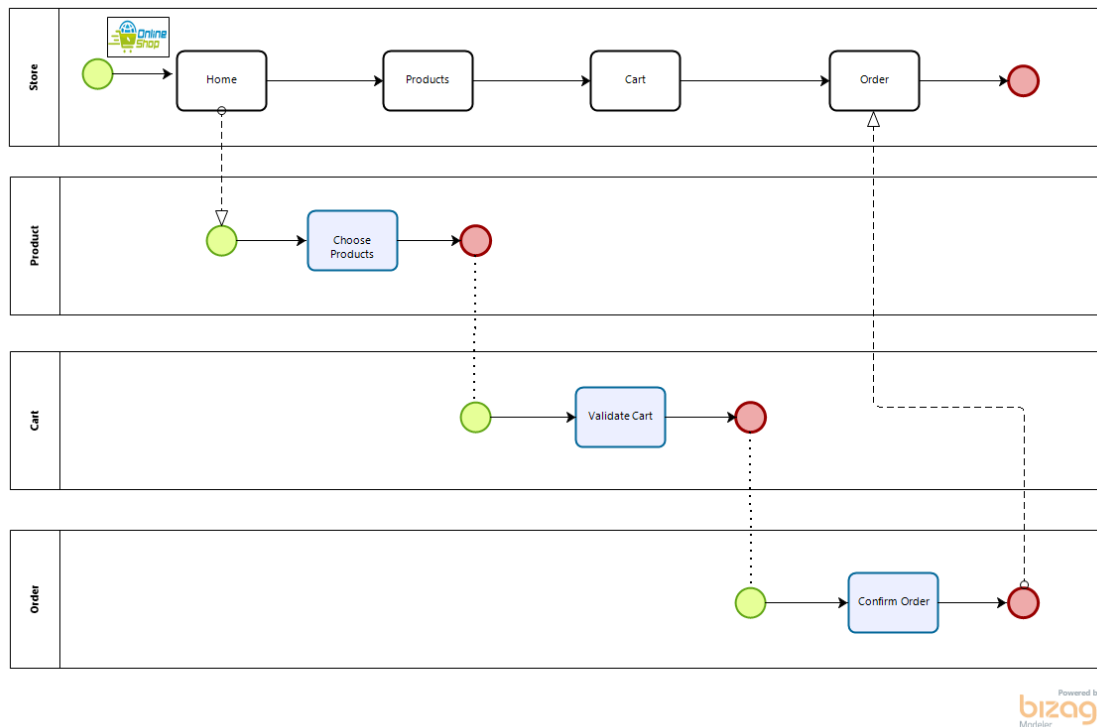 Store
Online
Shop
Home
Products
Cart
Order
Product
Choose
Products
Cart
Validate Cart
Order
Confirm Order
Powered by
bizagi
Modeler